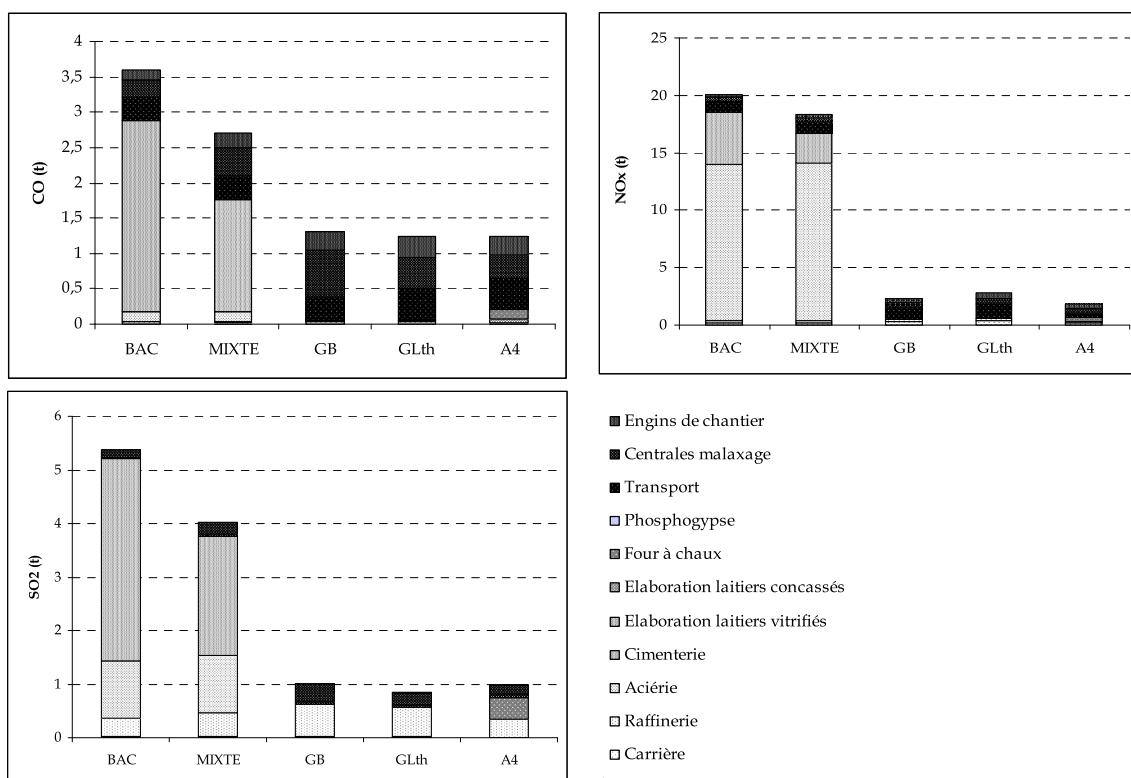 4
3,5
3
2,5
2
1,5
1
0,5
0
CO (t)
BAC MIXTE GB GLth A4
25
20
15
10
5
0
NOx (t)
BAC MIXTE GB GLth A4
6
5
4
3
2
1
0
SO2 (t)
BAC MIXTE GB GLth A4
Engins de chantier
Centrales malaxage
Transport
Phosphogypse
Four à chaux
Elaboration laitiers concassés
Elaboration laitiers vitrifiés
Cimenterie
Aciérie
Raffinerie
Carrière